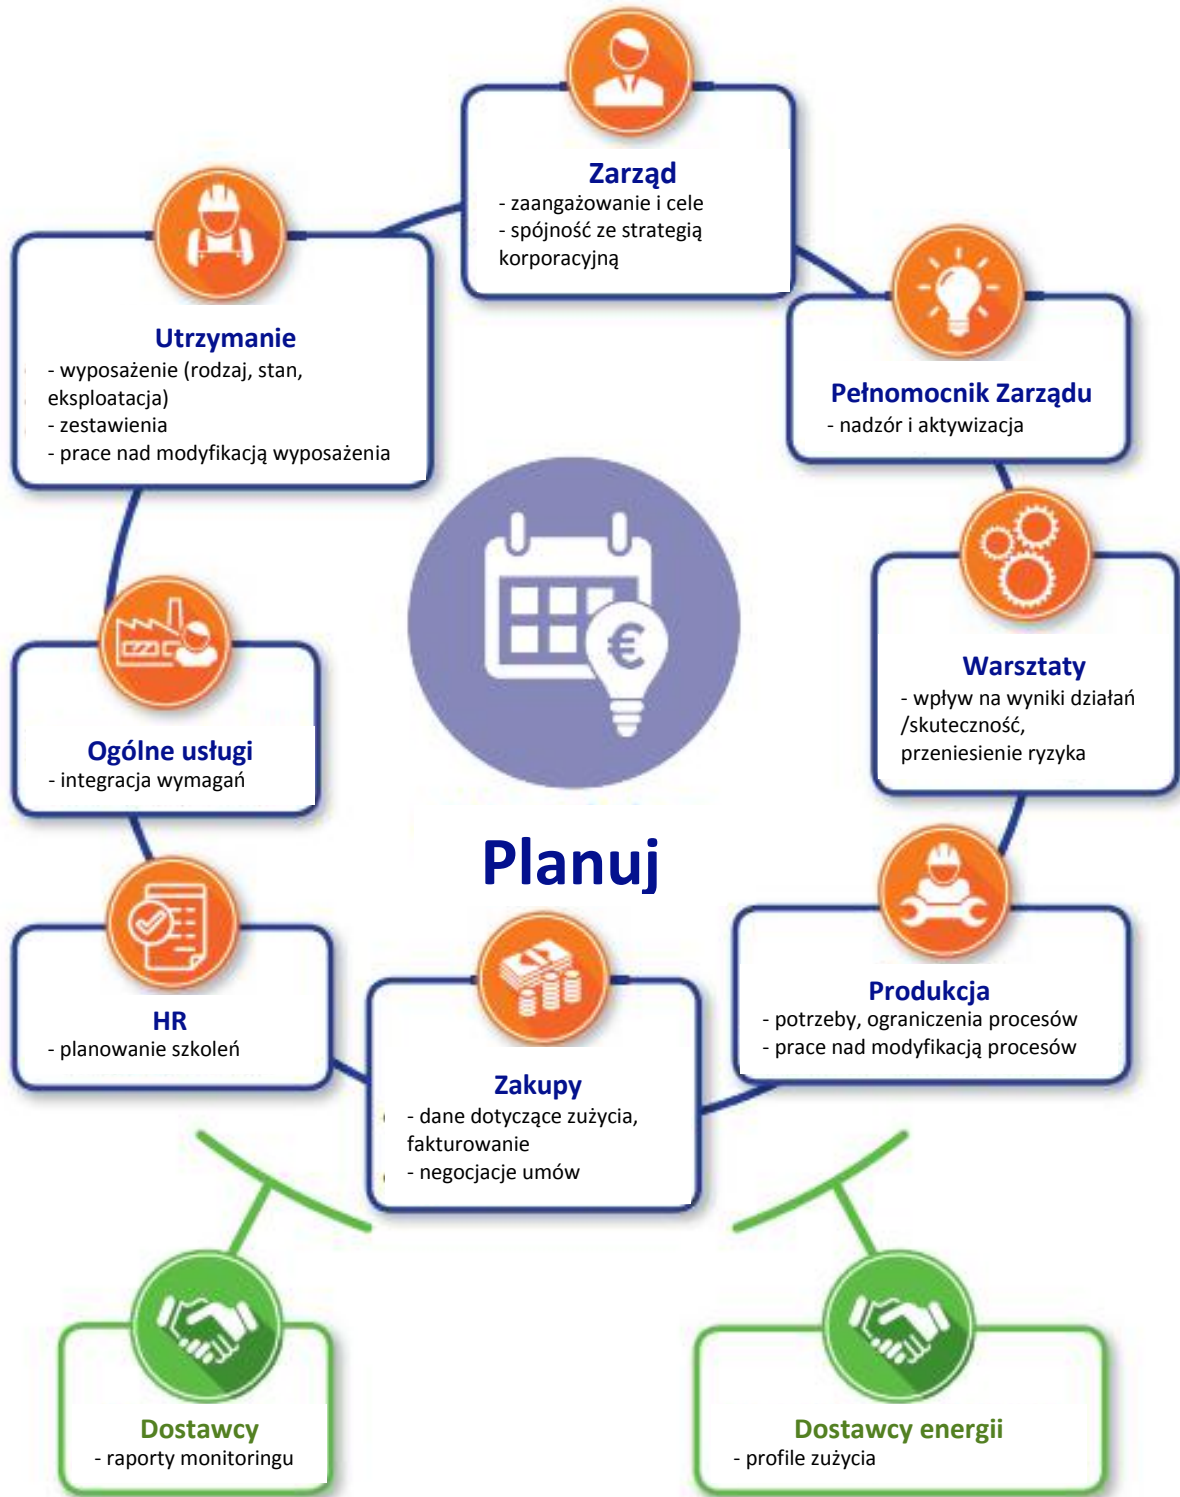 Zarząd
- zaangażowanie i cele
- spójność ze strategią
korporacyjną
Utrzymanie
- wyposażenie (rodzaj, stan,
eksploatacja)
- zestawienia
- prace nad modyfikacją wyposażenia
Pełnomocnik Zarządu
- nadzór i aktywizacja
Warsztaty
- wpływ na wyniki działań
/skuteczność,
przeniesienie ryzyka
Ogólne usługi
- integracja wymagań
€
Planuj
Produkcja
- potrzeby, ograniczenia procesów
- prace nad modyfikacją procesów
HR
- planowanie szkoleń
Zakupy
- dane dotyczące zużycia,
fakturowanie
- negocjacje umów
Dostawcy
- raporty monitoringu
Dostawcy energii
- profile zużycia